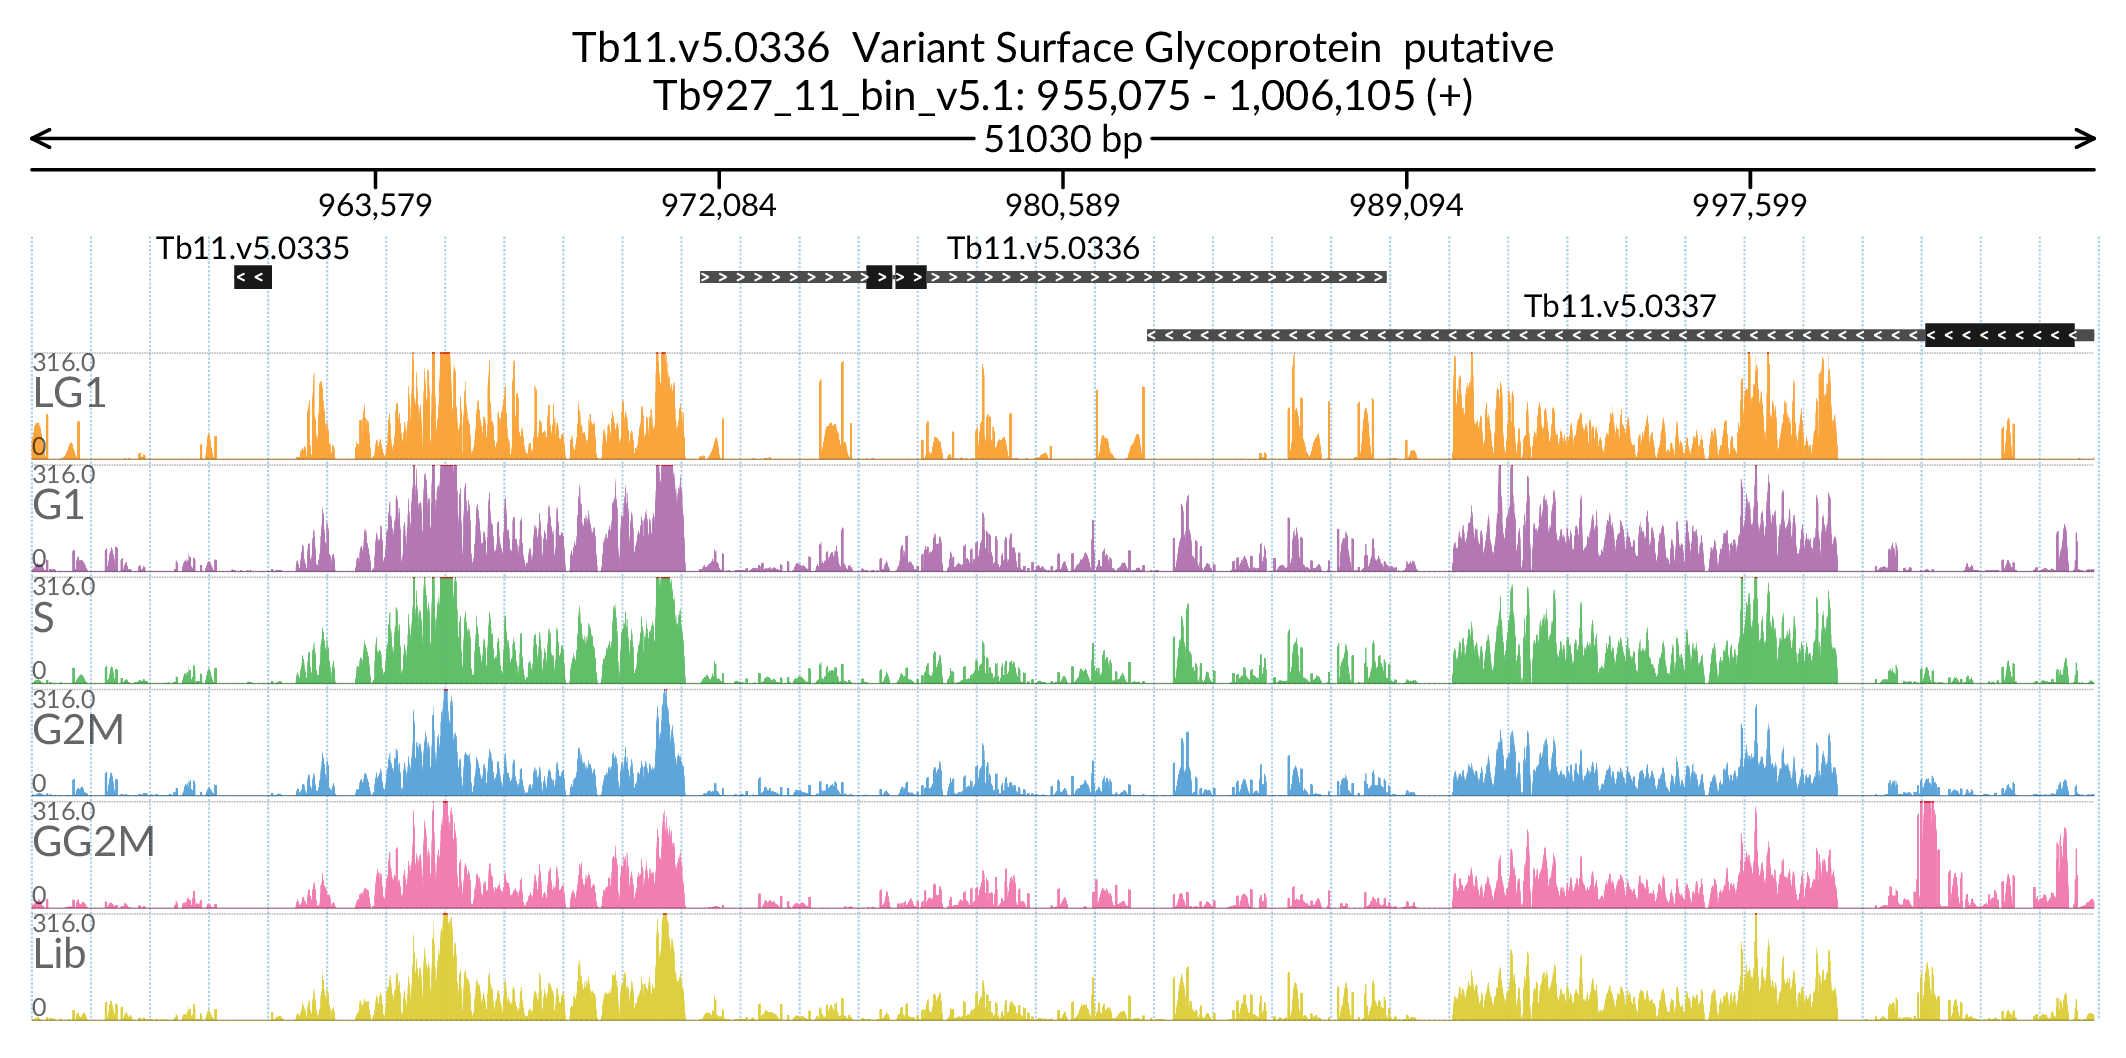 Tb11.v5.0336  Variant Surface Glycoprotein  putative
Tb927_11_bin_v5.1: 955,075 - 1,006,105 (+)
51030 bp
963,579 972,084 980,589 989,094 997,599
Tb11.v5.0335 Tb11.v5.0336
Tb11.v5.0337
316.0
LG1
0
316.0
G1
0
316.0
S
0
316.0
G2M
0
316.0
GG2M
0
316.0
Lib
0